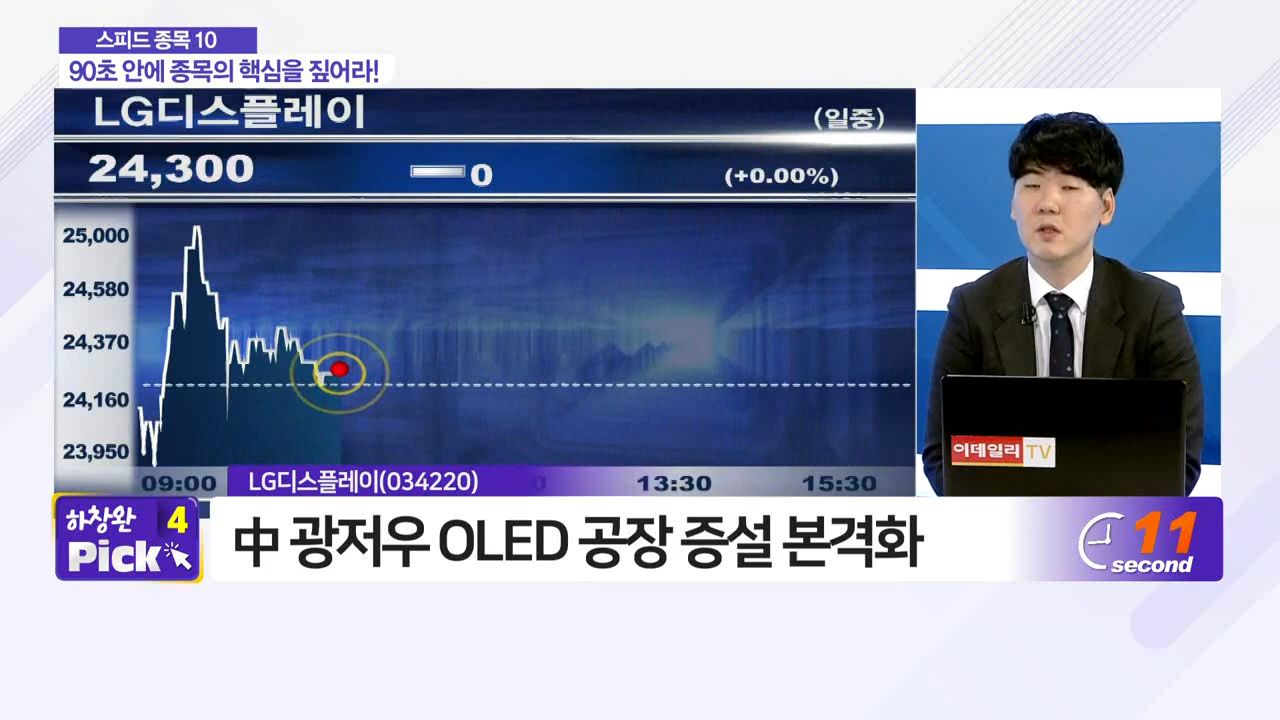 스피드 종목 10
90초 안에 종목의 핵심을 짚어라!
LG디스플레이 (일중)
24,300 0 (+0.00%)
25,000
24,580
24,370
24,160
23,950
09:00 0 13:30 15:30
LG디스플레이(034220)
이데일리 TV
하창완 4
Pick
中 광저우 OLED 공장 증설 본격화
11
second